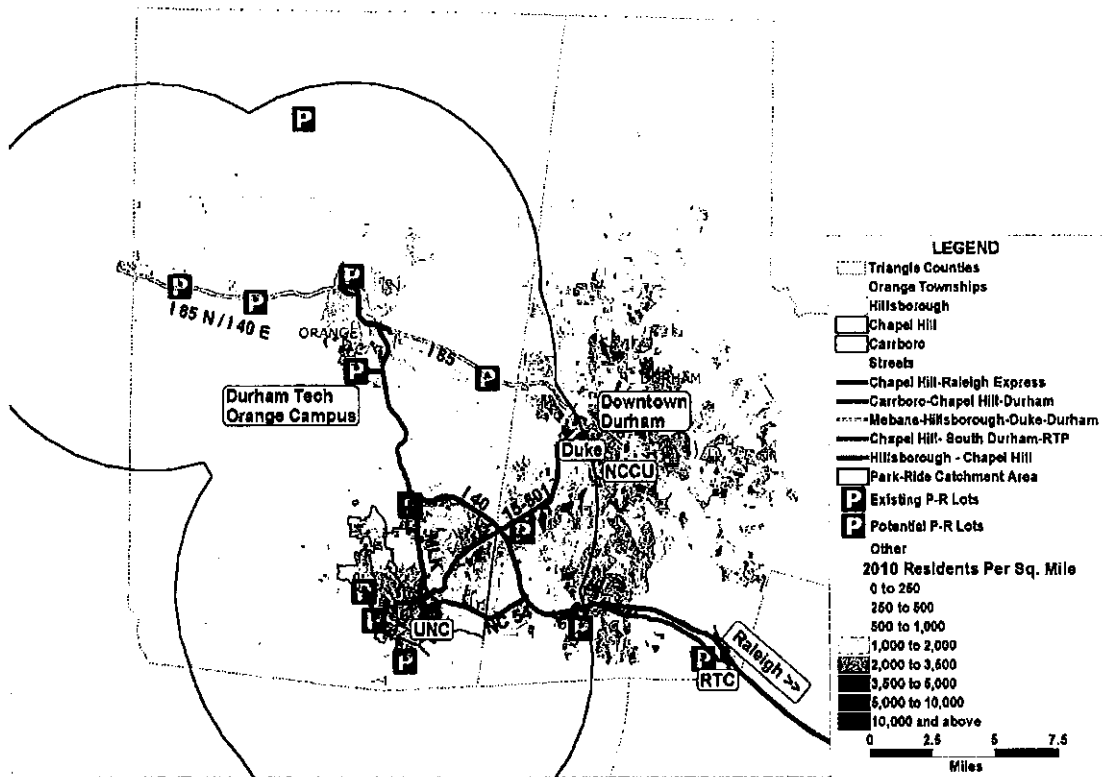 P
P
P
P
I 85 N / I 40 E
ORANGE
I 85
P
P
DURHAM
Durham Tech
Orange Campus
Downtown
Durham
Duke
NCCU
P
I 40
15-501
P
MLK
P
P
UNC
NC 54
P
P
P
RTC
Raleigh >>
LEGEND
Triangle Counties
Orange Townships
Hillsborough
Chapel Hill
Carrboro
Streets
Chapel Hill-Raleigh Express
Carrboro-Chapel Hill-Durham
Mebane-Hillsborough-Duke-Durham
Chapel Hill- South Durham-RTP
Hillsborough - Chapel Hill
Park-Ride Catchment Area
P Existing P-R Lots
P Potential P-R Lots
Other
2010 Residents Per Sq. Mile
0 to 250
250 to 500
500 to 1,000
1,000 to 2,000
2,000 to 3,500
3,500 to 5,000
5,000 to 10,000
10,000 and above
0 2.5 5 7.5
Miles